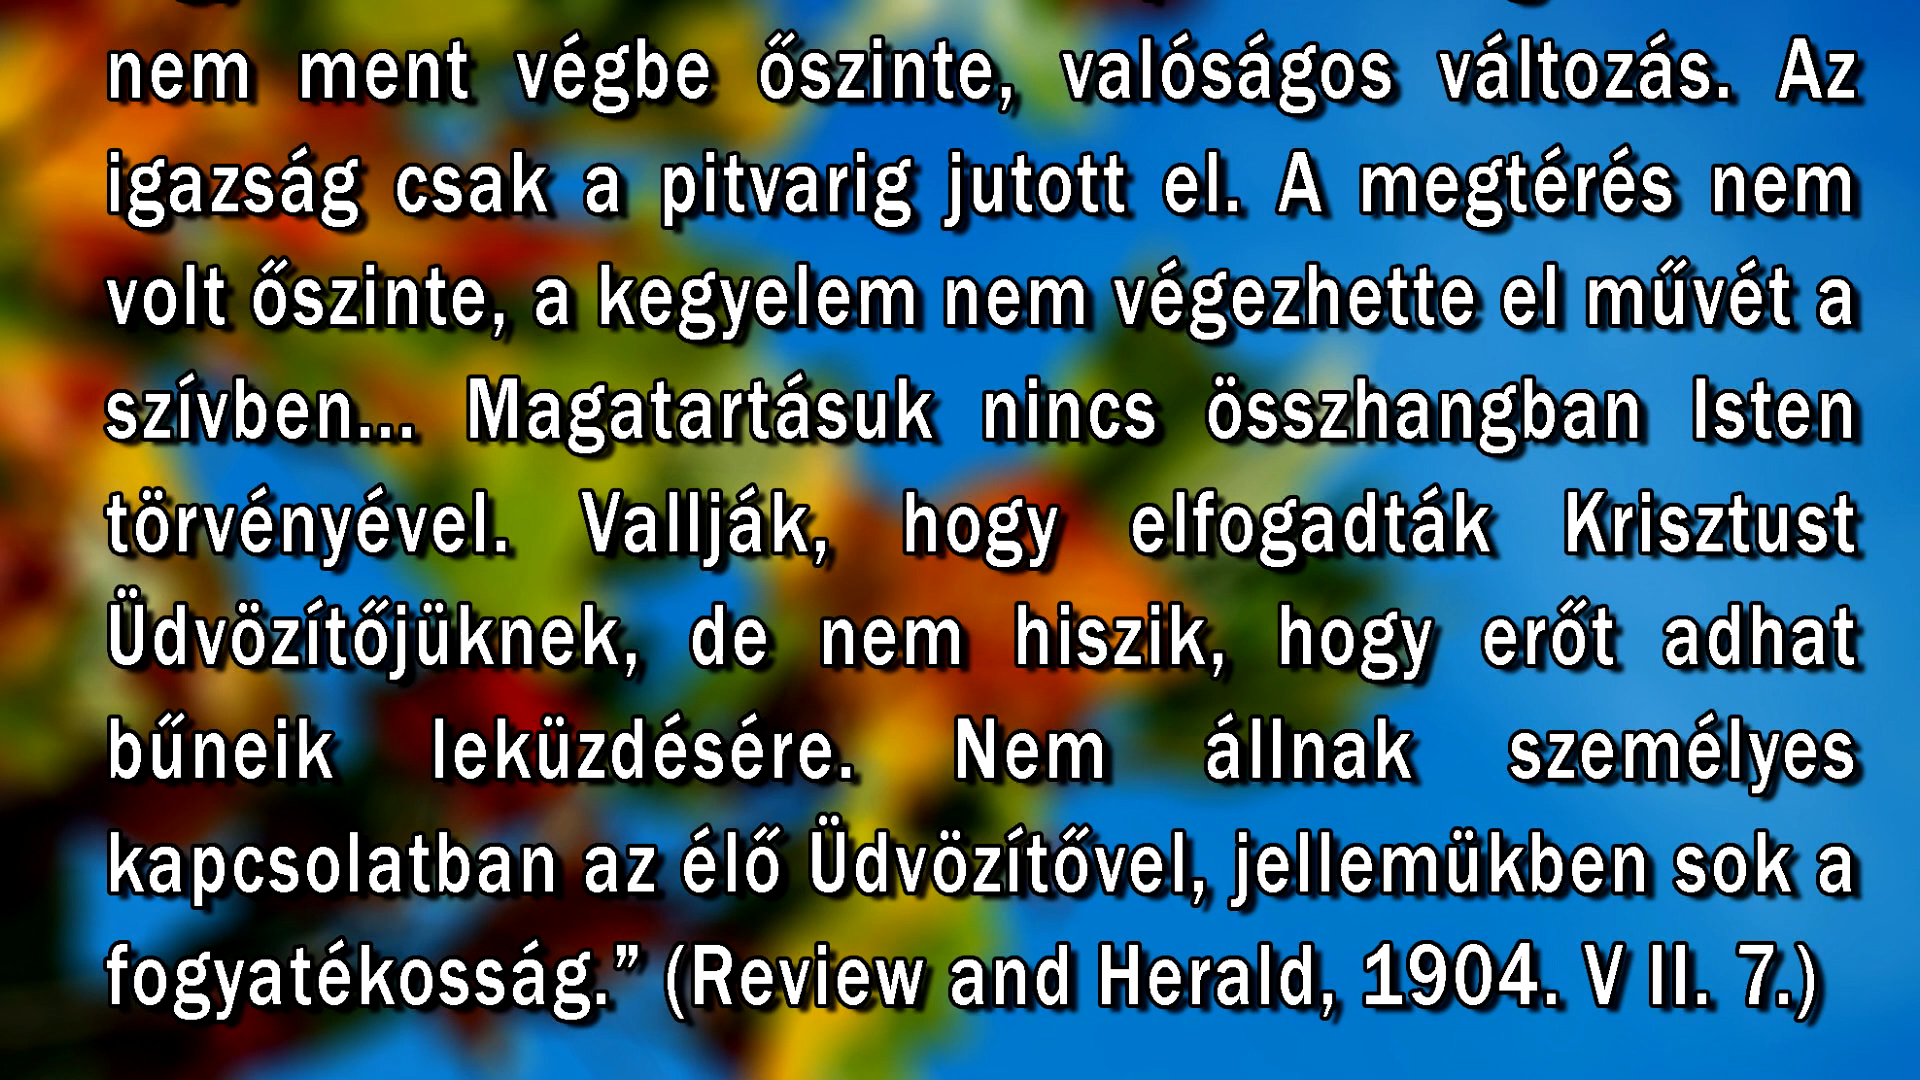 nem ment végbe őszinte, valóságos változás. Az
igazság csak a pitvarig jutott el. A megtérés nem
volt őszinte, a kegyelem nem végezhette el művét a
szívben... Magatartásuk nincs összhangban Isten
törvényével. Vallják, hogy elfogadták Krisztust
Üdvözítőjüknek, de nem hiszik, hogy erőt adhat
bűneik leküzdésére. Nem állnak személyes
kapcsolatban az élő Üdvözítővel, jellemükben sok a
fogyatékosság.” (Review and Herald, 1904. V II. 7.)